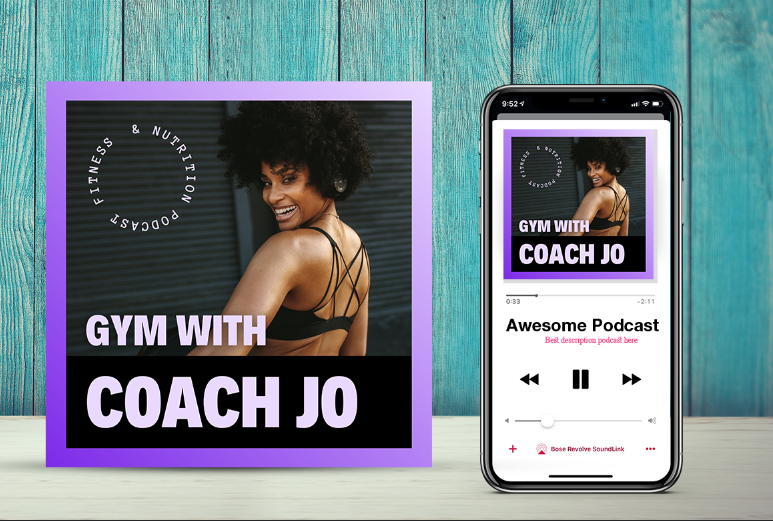 FITNESS & NUTRITION PODCAST
GYM WITH
COACH JO
9:52
FITNESS & NUTRITION PODCAST
GYM WITH
COACH JO
0:33
-2:11
Awesome Podcast
Best description podcast here
Bose Revolve SoundLink